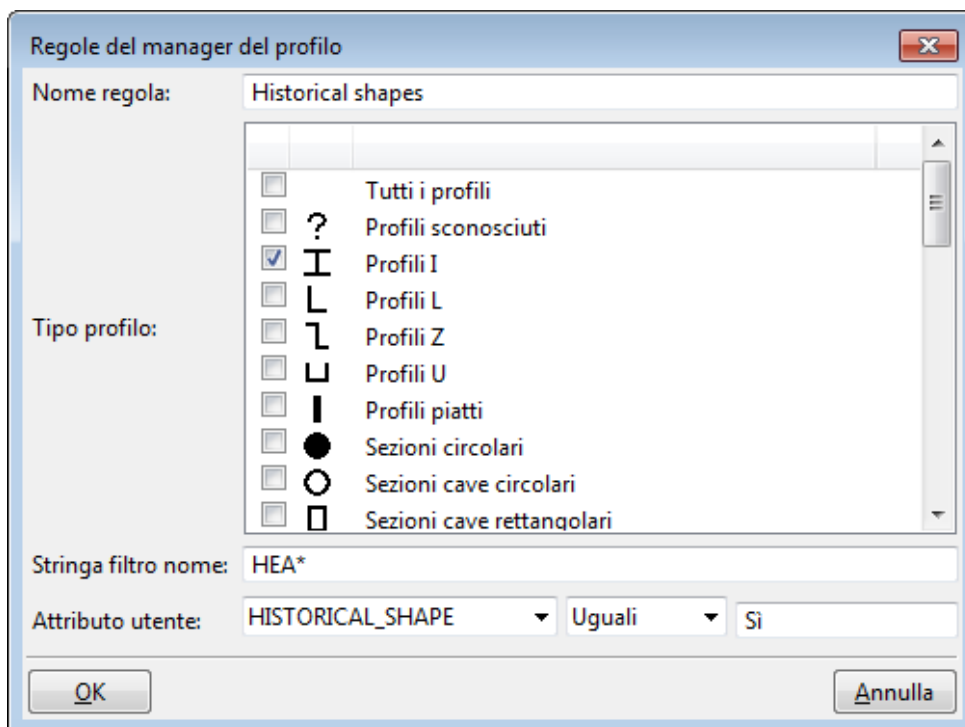 Regole del manager del profilo
Nome regola: Historical shapes
Tutti i profili
Profili sconosciuti
Profili I
Profili L
Tipo profilo:
Profili Z
Profili U
Profili piatti
Sezioni circolari
Sezioni cave circolari
Sezioni cave rettangolari
Stringa filtro nome: HEA*
Attributo utente: HISTORICAL_SHAPE Uguali Sì
OK Annulla